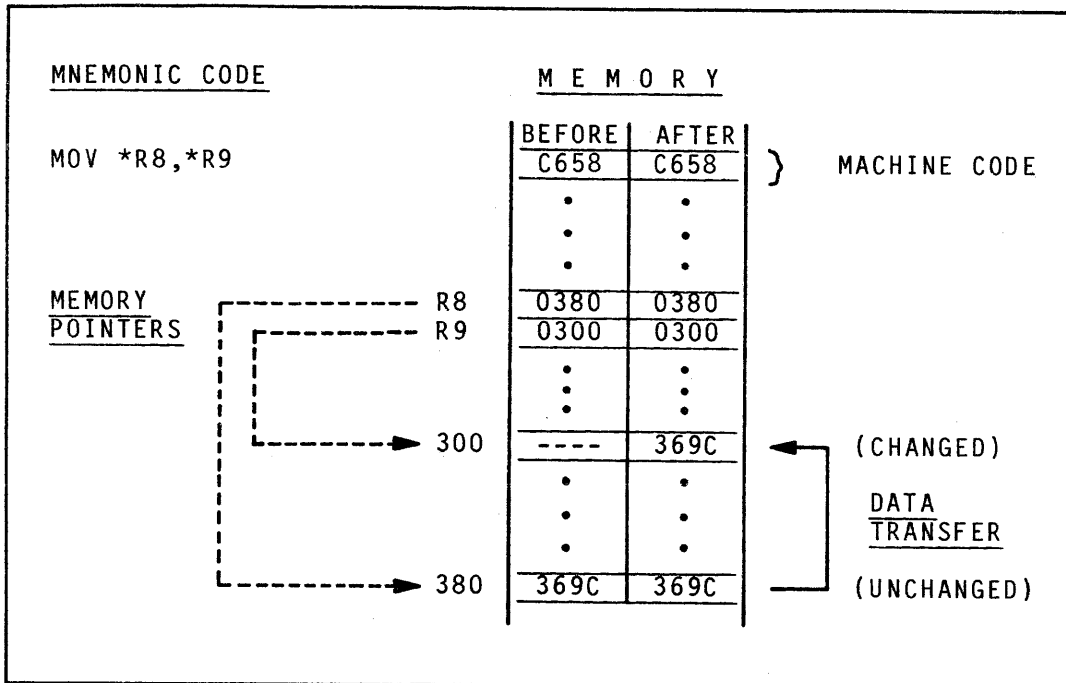 MNEMONIC CODE
M E M O R Y
BEFORE AFTER
MOV *R8,*R9 C658 C658 } MACHINE CODE
MEMORY POINTERS
R8 0380 0380
R9 0300 0300
300 ---- 369C (CHANGED)
DATA TRANSFER
380 369C 369C (UNCHANGED)